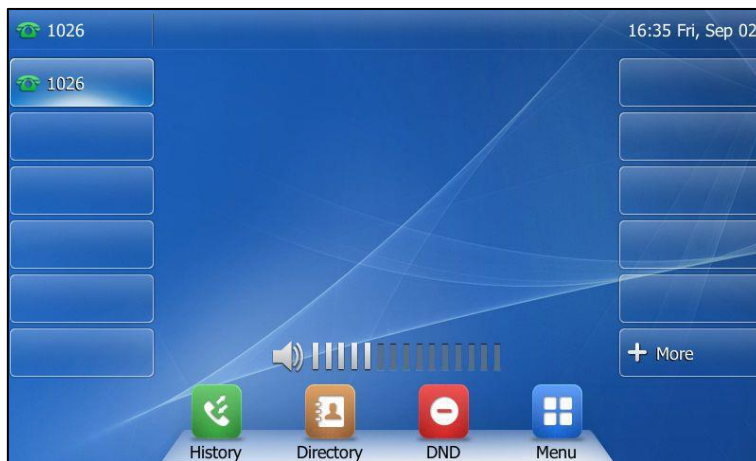 1026
16:35 Fri, Sep 02
1026
More
History
Directory
DND
Menu